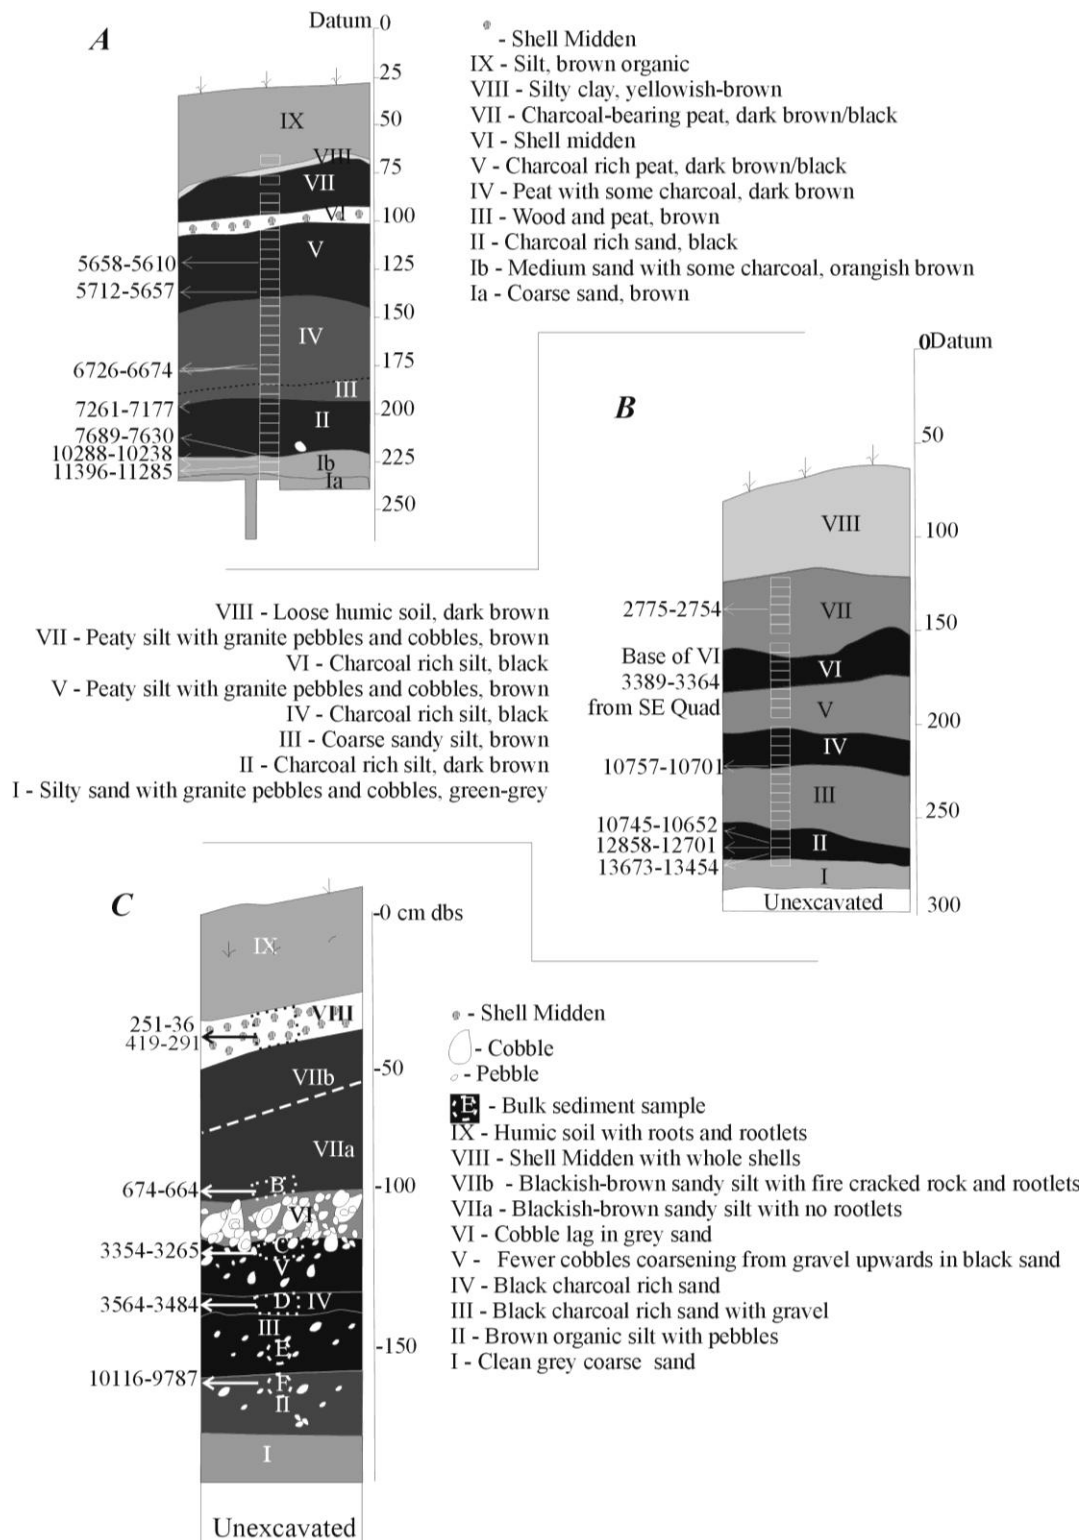 A
Datum
0
25
50
75
100
125
150
175
200
225
250
IX
VIII
VII
VI
V
IV
III
II
Ib
Ia
5658-5610
5712-5657
6726-6674
7261-7177
7689-7630
10288-10238
11396-11285
- Shell Midden
IX - Silt, brown organic
VIII - Silty clay, yellowish-brown
VII - Charcoal-bearing peat, dark brown/black
VI - Shell midden
V - Charcoal rich peat, dark brown/black
IV - Peat with some charcoal, dark brown
III - Wood and peat, brown
II - Charcoal rich sand, black
Ib - Medium sand with some charcoal, orangish brown
Ia - Coarse sand, brown
B
0Datum
50
100
150
200
250
300
VIII
VII
VI
V
IV
III
II
I
Unexcavated
2775-2754
Base of VI
3389-3364
from SE Quad
10757-10701
10745-10652
12858-12701
13673-13454
VIII - Loose humic soil, dark brown
VII - Peaty silt with granite pebbles and cobbles, brown
VI - Charcoal rich silt, black
V - Peaty silt with granite pebbles and cobbles, brown
IV - Charcoal rich silt, black
III - Coarse sandy silt, brown
II - Charcoal rich silt, dark brown
I - Silty sand with granite pebbles and cobbles, green-grey
C
-0 cm dbs
-50
-100
-150
IX
VIII
VIIb
VIIa
B
VI
C
V
D IV
III
E
F
II
I
Unexcavated
251-36
419-291
674-664
3354-3265
3564-3484
10116-9787
- Shell Midden
- Cobble
- Pebble
E - Bulk sediment sample
IX - Humic soil with roots and rootlets
VIII - Shell Midden with whole shells
VIIb - Blackish-brown sandy silt with fire cracked rock and rootlets
VIIa - Blackish-brown sandy silt with no rootlets
VI - Cobble lag in grey sand
V - Fewer cobbles coarsening from gravel upwards in black sand
IV - Black charcoal rich sand
III - Black charcoal rich sand with gravel
II - Brown organic silt with pebbles
I - Clean grey coarse sand